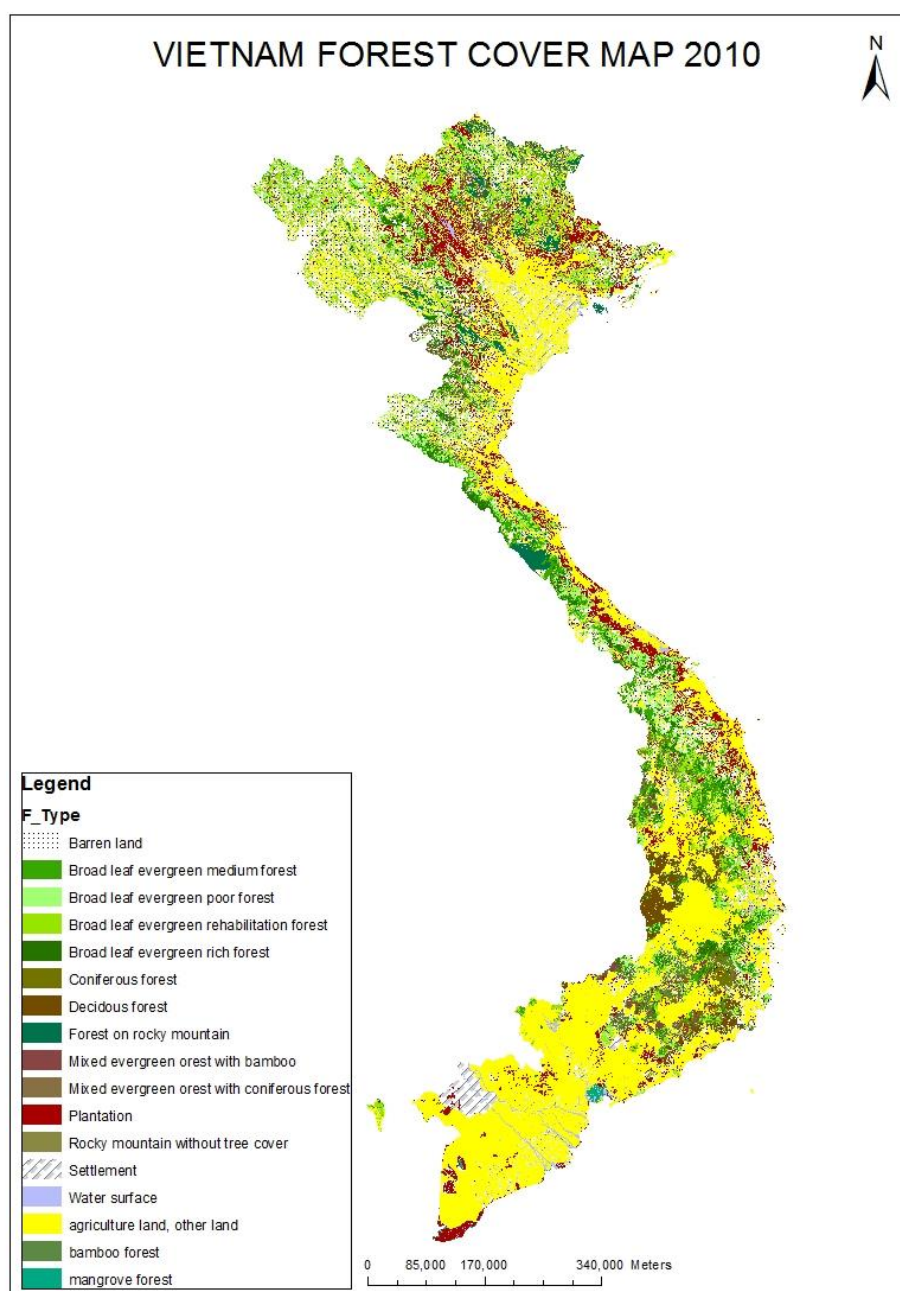 VIETNAM FOREST COVER MAP 2010
N
Legend
F_Type
Barren land
Broad leaf evergreen medium forest
Broad leaf evergreen poor forest
Broad leaf evergreen rehabilitation forest
Broad leaf evergreen rich forest
Coniferous forest
Decidous forest
Forest on rocky mountain
Mixed evergreen orest with bamboo
Mixed evergreen orest with coniferous forest
Plantation
Rocky mountain without tree cover
Settlement
Water surface
agriculture land, other land
bamboo forest
mangrove forest
0 85,000 170,000 340,000 Meters